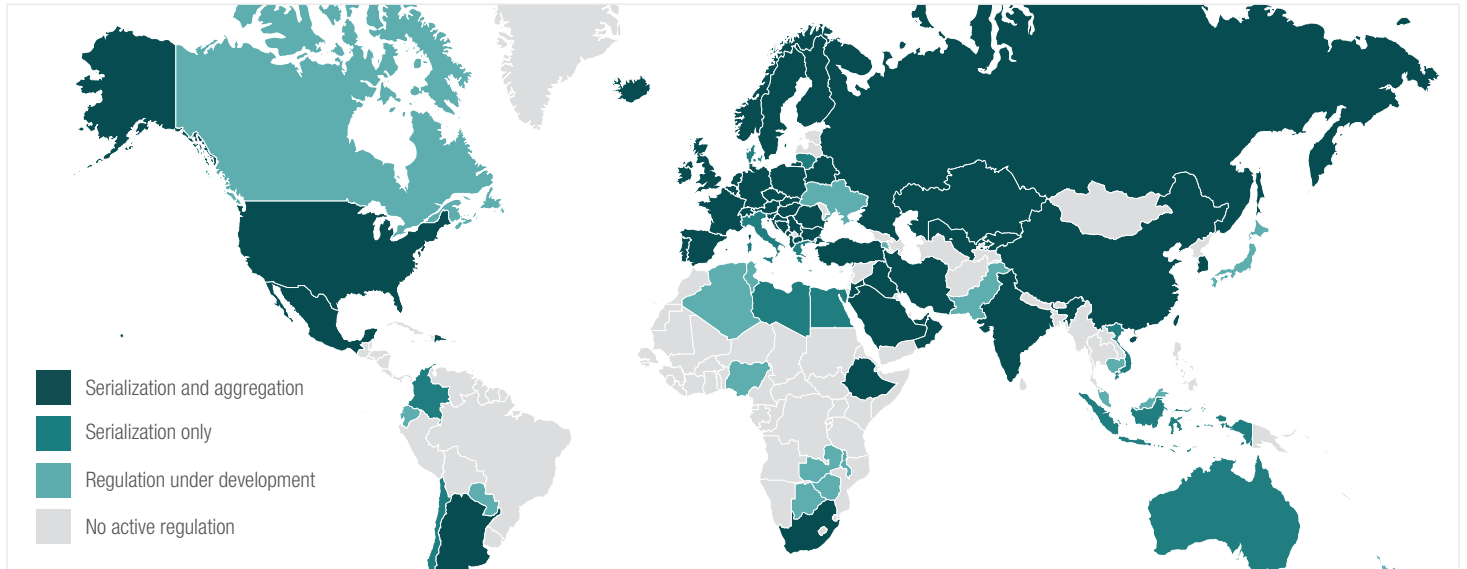 Serialization and aggregation
Serialization only
Regulation under development
No active regulation